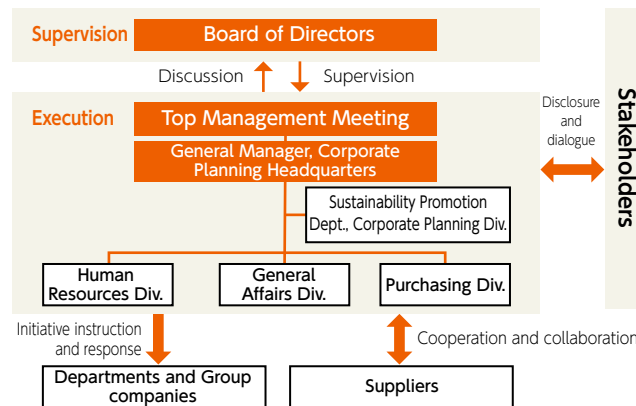 Supervision
Board of Directors
Discussion
Supervision
Execution
Top Management Meeting
General Manager, Corporate
Planning Headquarters
Disclosure
and
dialogue
Stakeholders
Sustainability Promotion
Dept., Corporate Planning Div.
Human
Resources Div.
General
Affairs Div.
Purchasing Div.
Initiative instruction
and response
Cooperation and collaboration
Departments and Group
companies
Suppliers